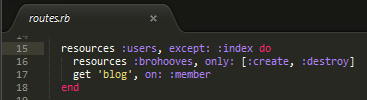 routes.rb ×
15 resources :users, except: :index do
16 resources :brohooves, only: [:create, :destroy]
17 get 'blog', on: :member
18 end